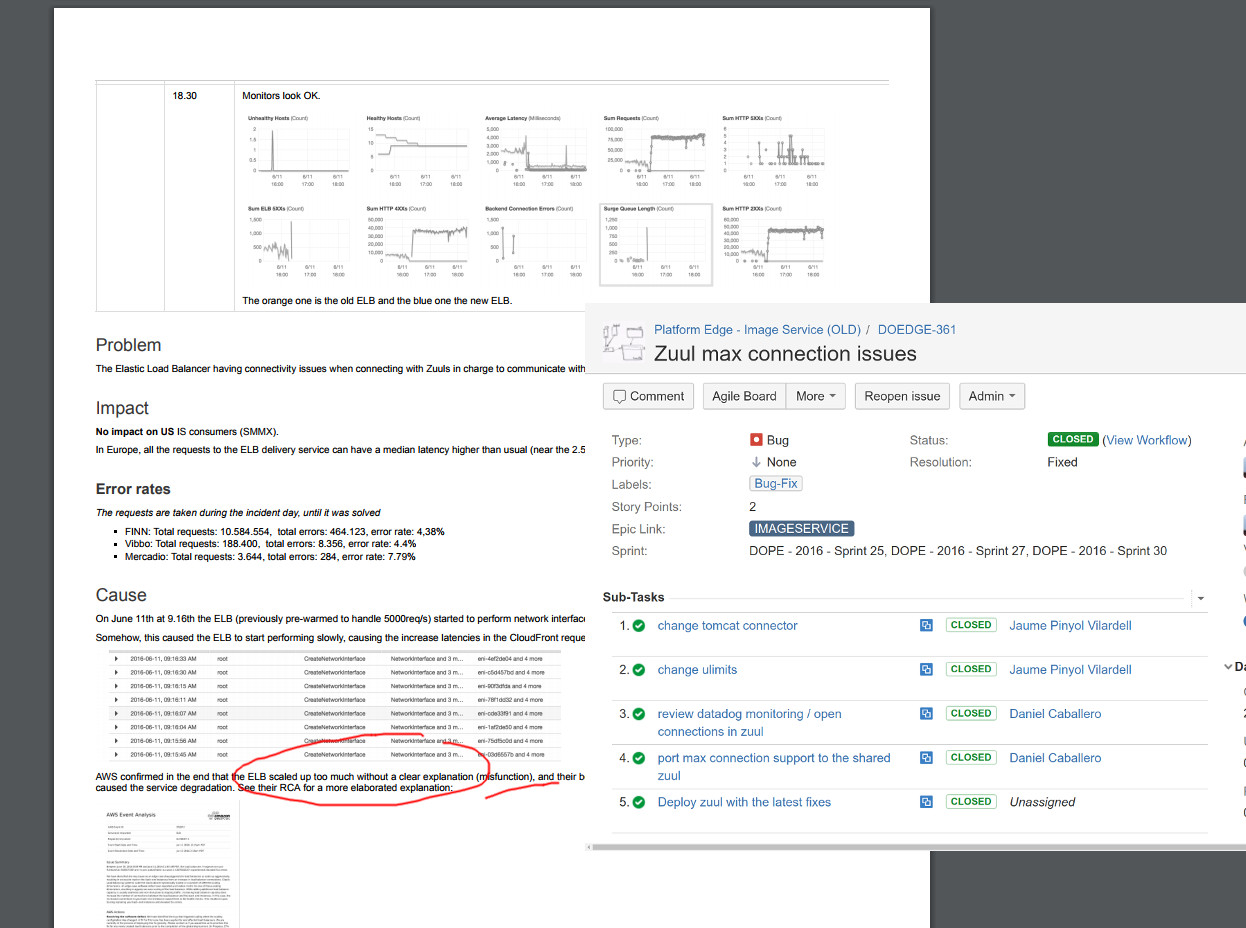 18.30
Monitors look OK.
Unhealthy Hosts (Count)
Healthy Hosts (Count)
Average Latency (Milliseconds)
Sum Requests (Count)
Sum HTTP 5XXs (Count)
Sum ELB 5XXs (Count)
Sum HTTP 4XXs (Count)
Backend Connection Errors (Count)
Surge Queue Length (Count)
Sum HTTP 2XXs (Count)
The orange one is the old ELB and the blue one the new ELB.
Problem
The Elastic Load Balancer having connectivity issues when connecting with Zuuls in charge to communicate with
Impact
No impact on US IS consumers (SMMX).
In Europe, all the requests to the ELB delivery service can have a median latency higher than usual (near the 2.5
Error rates
The requests are taken during the incident day, until it was solved
FINN: Total requests: 10.584.554, total errors: 464.123, error rate: 4,38%
Vibbo: Total requests: 188.400, total errors: 8.356, error rate: 4.4%
Mercadio: Total requests: 3.644, total errors: 284, error rate: 7.79%
Cause
On June 11th at 9.16th the ELB (previously pre-warmed to handle 5000req/s) started to perform network interface
Somehow, this caused the ELB to start performing slowly, causing the increase latencies in the CloudFront reque
2016-06-11, 09:16:33 AM root CreateNetworkInterface NetworkInterface and 3 m... eni-4ef2de04 and 4 more
2016-06-11, 09:16:30 AM root CreateNetworkInterface NetworkInterface and 3 m... eni-c5d457bd and 4 more
2016-06-11, 09:16:15 AM root CreateNetworkInterface NetworkInterface and 3 m... eni-90f3dfda and 4 more
2016-06-11, 09:16:11 AM root CreateNetworkInterface NetworkInterface and 3 m... eni-78f1dd32 and 4 more
2016-06-11, 09:16:07 AM root CreateNetworkInterface NetworkInterface and 3 m... eni-cde33f91 and 4 more
2016-06-11, 09:16:04 AM root CreateNetworkInterface NetworkInterface and 3 m... eni-1af2de50 and 4 more
2016-06-11, 09:15:56 AM root CreateNetworkInterface NetworkInterface and 3 m... eni-75df5c0d and 4 more
2016-06-11, 09:15:45 AM root CreateNetworkInterface NetworkInterface and 3 m... eni-03d6557b and 4 more
AWS confirmed in the end that the ELB scaled up too much without a clear explanation (misfunction), and their b
caused the service degradation. See their RCA for a more elaborated explanation:
AWS Event Analysis
Platform Edge - Image Service (OLD) / DOEDGE-361
Zuul max connection issues
Comment Agile Board More Reopen issue Admin
Type: Bug Status: CLOSED (View Workflow)
Priority: None Resolution: Fixed
Labels: Bug-Fix
Story Points: 2
Epic Link: IMAGESERVICE
Sprint: DOPE - 2016 - Sprint 25, DOPE - 2016 - Sprint 27, DOPE - 2016 - Sprint 30
Sub-Tasks
1. change tomcat connector CLOSED Jaume Pinyol Vilardell
2. change ulimits CLOSED Jaume Pinyol Vilardell
3. review datadog monitoring / open
connections in zuul CLOSED Daniel Caballero
4. port max connection support to the shared
zuul CLOSED Daniel Caballero
5. Deploy zuul with the latest fixes CLOSED Unassigned